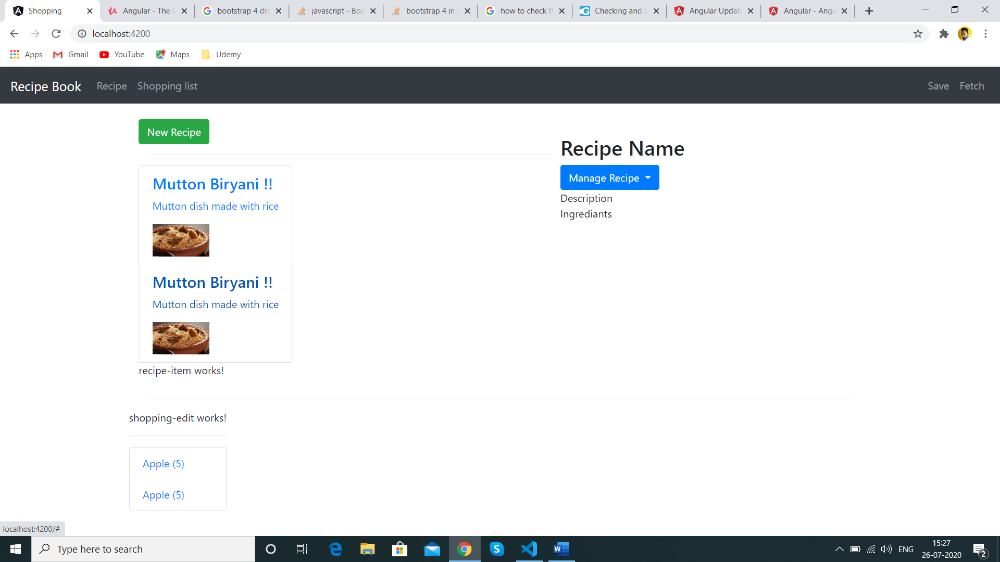 Shopping
Angular - The C
bootstrap 4 dro
javascript - Boo
bootstrap 4 in A
how to check th
Checking and U
Angular Update
Angular - Angu
localhost:4200
Apps
Gmail
YouTube
Maps
Udemy
Recipe Book
Recipe
Shopping list
Save
Fetch
New Recipe
Recipe Name
Manage Recipe
Description
Ingrediants
Mutton Biryani !!
Mutton dish made with rice
Mutton Biryani !!
Mutton dish made with rice
recipe-item works!
shopping-edit works!
Apple (5)
Apple (5)
localhost:4200/#
Type here to search
ENG
15:27
26-07-2020
2